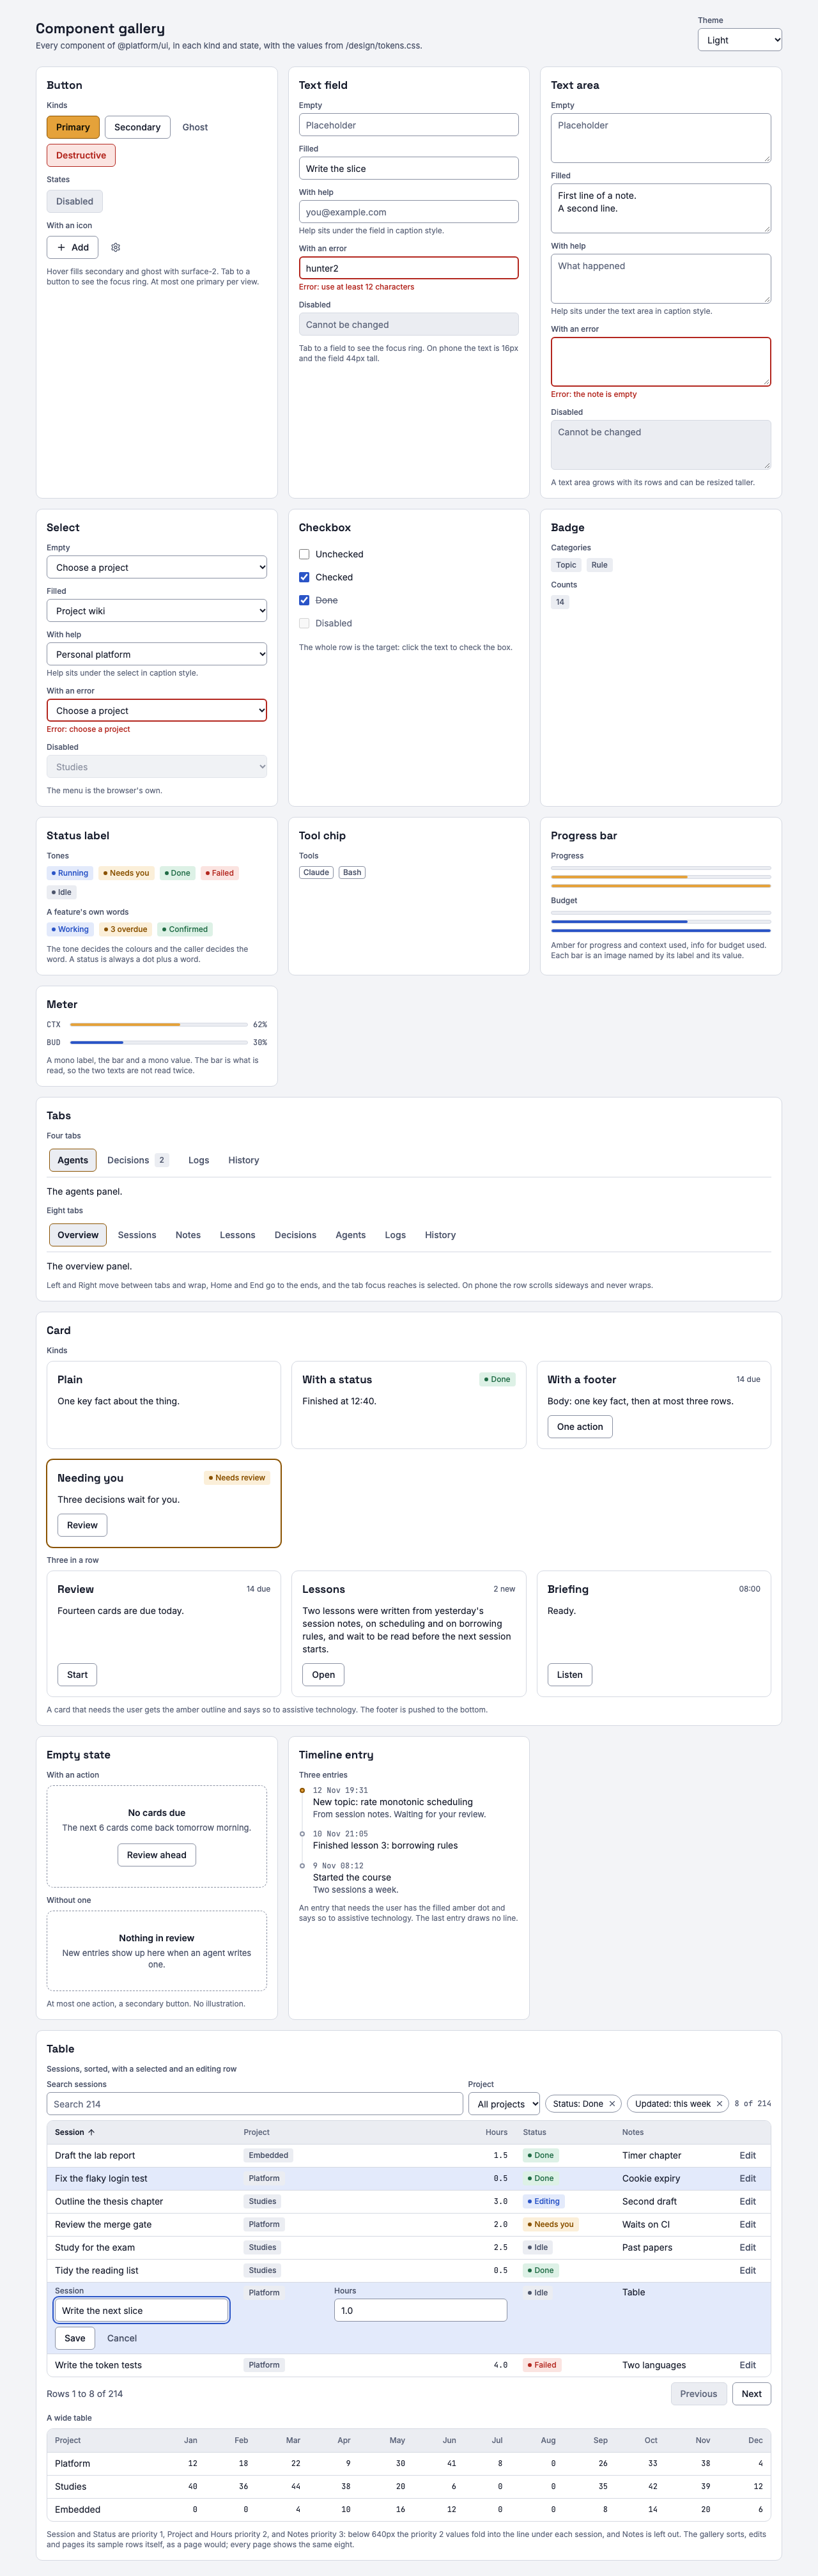 Component gallery
Every component of @platform/ui, in each kind and state, with the values from /design/tokens.css.
Theme
Light
Button
Kinds
Primary
Secondary
Ghost
Destructive
States
Disabled
With an icon
Add
Hover fills secondary and ghost with surface-2. Tab to a
button to see the focus ring. At most one primary per view.
Text field
Empty
Placeholder
Filled
Write the slice
With help
you@example.com
Help sits under the field in caption style.
With an error
hunter2
Error: use at least 12 characters
Disabled
Cannot be changed
Tab to a field to see the focus ring. On phone the text is 16px
and the field 44px tall.
Text area
Empty
Placeholder
Filled
First line of a note.
A second line.
With help
What happened
Help sits under the text area in caption style.
With an error
Error: the note is empty
Disabled
Cannot be changed
A text area grows with its rows and can be resized taller.
Select
Empty
Choose a project
Filled
Project wiki
With help
Personal platform
Help sits under the select in caption style.
With an error
Choose a project
Error: choose a project
Disabled
Studies
The menu is the browser's own.
Checkbox
Unchecked
Checked
Done
Disabled
The whole row is the target: click the text to check the box.
Badge
Categories
Topic
Rule
Counts
14
Status label
Tones
Running
Needs you
Done
Failed
Idle
A feature's own words
Working
3 overdue
Confirmed
The tone decides the colours and the caller decides the
word. A status is always a dot plus a word.
Tool chip
Tools
Claude
Bash
Progress bar
Progress
Budget
Amber for progress and context used, info for budget used.
Each bar is an image named by its label and its value.
Meter
CTX 62%
BUD 30%
A mono label, the bar and a mono value. The bar is what is
read, so the two texts are not read twice.
Tabs
Four tabs
Agents Decisions 2 Logs History
The agents panel.
Eight tabs
Overview Sessions Notes Lessons Decisions Agents Logs History
The overview panel.
Left and Right move between tabs and wrap, Home and End go to the ends, and the tab focus reaches is selected. On phone the row scrolls sideways and never wraps.
Card
Kinds
Plain
One key fact about the thing.
With a status
Done
Finished at 12:40.
With a footer
14 due
Body: one key fact, then at most three rows.
One action
Needing you
Needs review
Three decisions wait for you.
Review
Three in a row
Review
14 due
Fourteen cards are due today.
Start
Lessons
2 new
Two lessons were written from yesterday's
session notes, on scheduling and on borrowing
rules, and wait to be read before the next session
starts.
Open
Briefing
08:00
Ready.
Listen
A card that needs the user gets the amber outline and says so to assistive technology. The footer is pushed to the bottom.
Empty state
With an action
No cards due
The next 6 cards come back tomorrow morning.
Review ahead
Without one
Nothing in review
New entries show up here when an agent writes
one.
At most one action, a secondary button. No illustration.
Timeline entry
Three entries
12 Nov 19:31
New topic: rate monotonic scheduling
From session notes. Waiting for your review.
10 Nov 21:05
Finished lesson 3: borrowing rules
9 Nov 08:12
Started the course
Two sessions a week.
An entry that needs the user has the filled amber dot and
says so to assistive technology. The last entry draws no line.
Table
Sessions, sorted, with a selected and an editing row
Search sessions
Search 214
Project
All projects
Status: Done
Updated: this week
8 of 214
Session Project Hours Status Notes
Draft the lab report Embedded 1.5 Done Timer chapter Edit
Fix the flaky login test Platform 0.5 Done Cookie expiry Edit
Outline the thesis chapter Studies 3.0 Editing Second draft Edit
Review the merge gate Platform 2.0 Needs you Waits on CI Edit
Study for the exam Studies 2.5 Idle Past papers Edit
Tidy the reading list Studies 0.5 Done Edit
Session Platform Hours Idle Table
Write the next slice 1.0
Save Cancel
Write the token tests Platform 4.0 Failed Two languages Edit
Rows 1 to 8 of 214
Previous
Next
A wide table
Project Jan Feb Mar Apr May Jun Jul Aug Sep Oct Nov Dec
Platform 12 18 22 9 30 41 8 0 26 33 38 4
Studies 40 36 44 38 20 6 0 0 35 42 39 12
Embedded 0 0 4 10 16 12 0 0 8 14 20 6
Session and Status are priority 1, Project and Hours priority 2, and Notes priority 3: below 640px the priority 2 values fold into the line under each session, and Notes is left out. The gallery sorts, edits
and pages its sample rows itself, as a page would; every page shows the same eight.